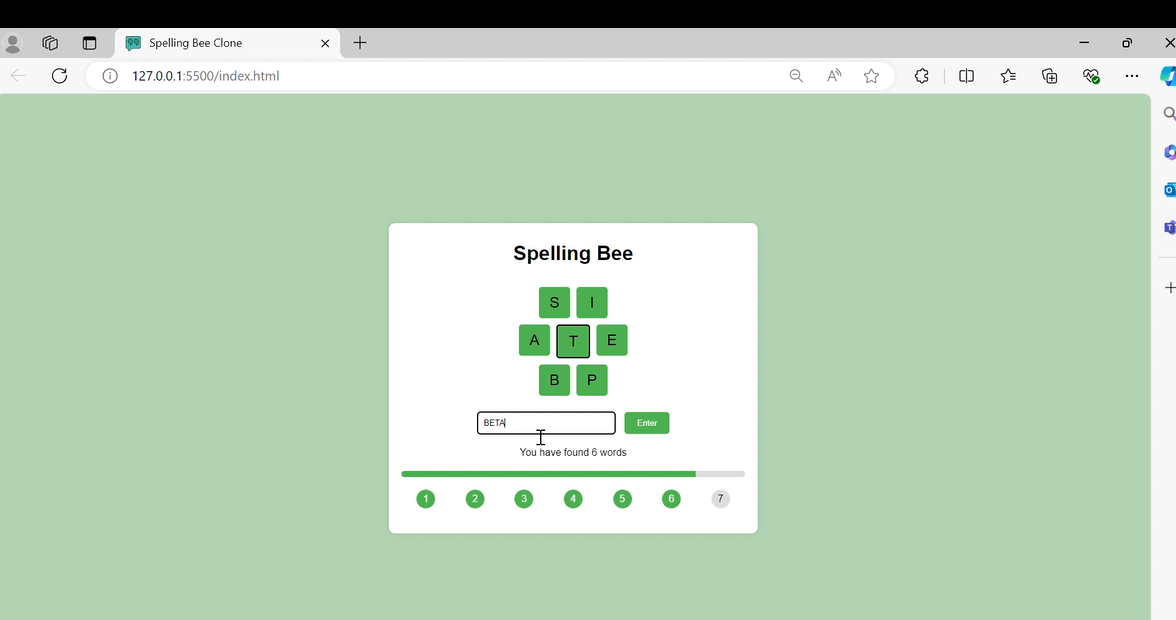 Spelling Bee Clone
127.0.0.1:5500/index.html
Spelling Bee
S I
A T E
B P
BETA
Enter
You have found 6 words
1 2 3 4 5 6 7